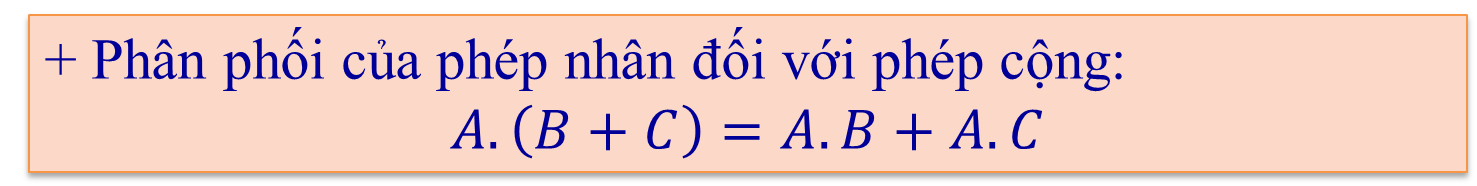 + Phân phối của phép nhân đối với phép cộng:
A.(B + C) = A.B + A.C